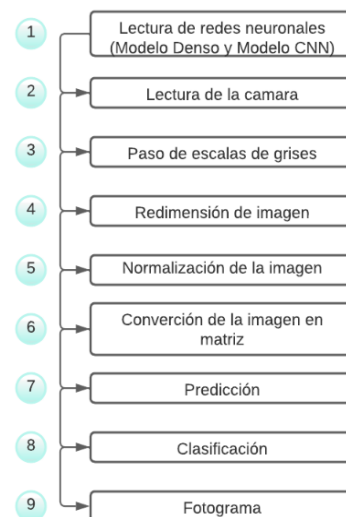 1
Lectura de redes neuronales
(Modelo Denso y Modelo CNN)
2
Lectura de la camara
3
Paso de escalas de grises
4
Redimensión de imagen
5
Normalización de la imagen
6
Converción de la imagen en
matriz
7
Predicción
8
Clasificación
9
Fotograma